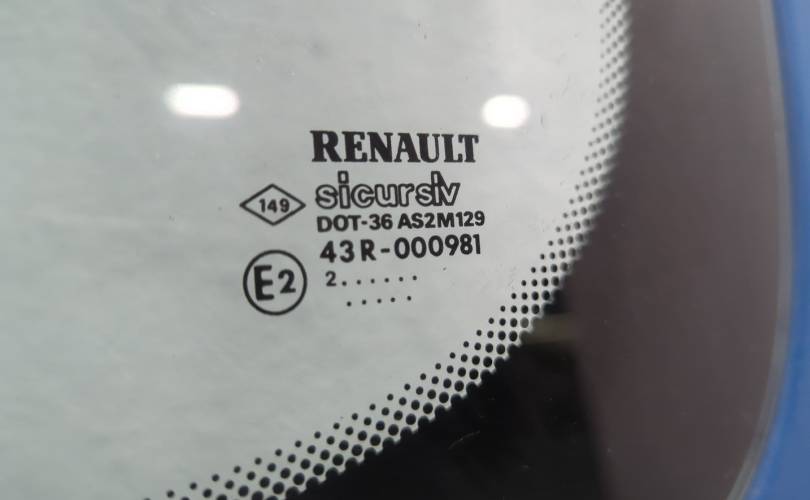 RENAULT
149
sicursiv
DOT-36 AS2M129
43R-000981
E2
2......
.....